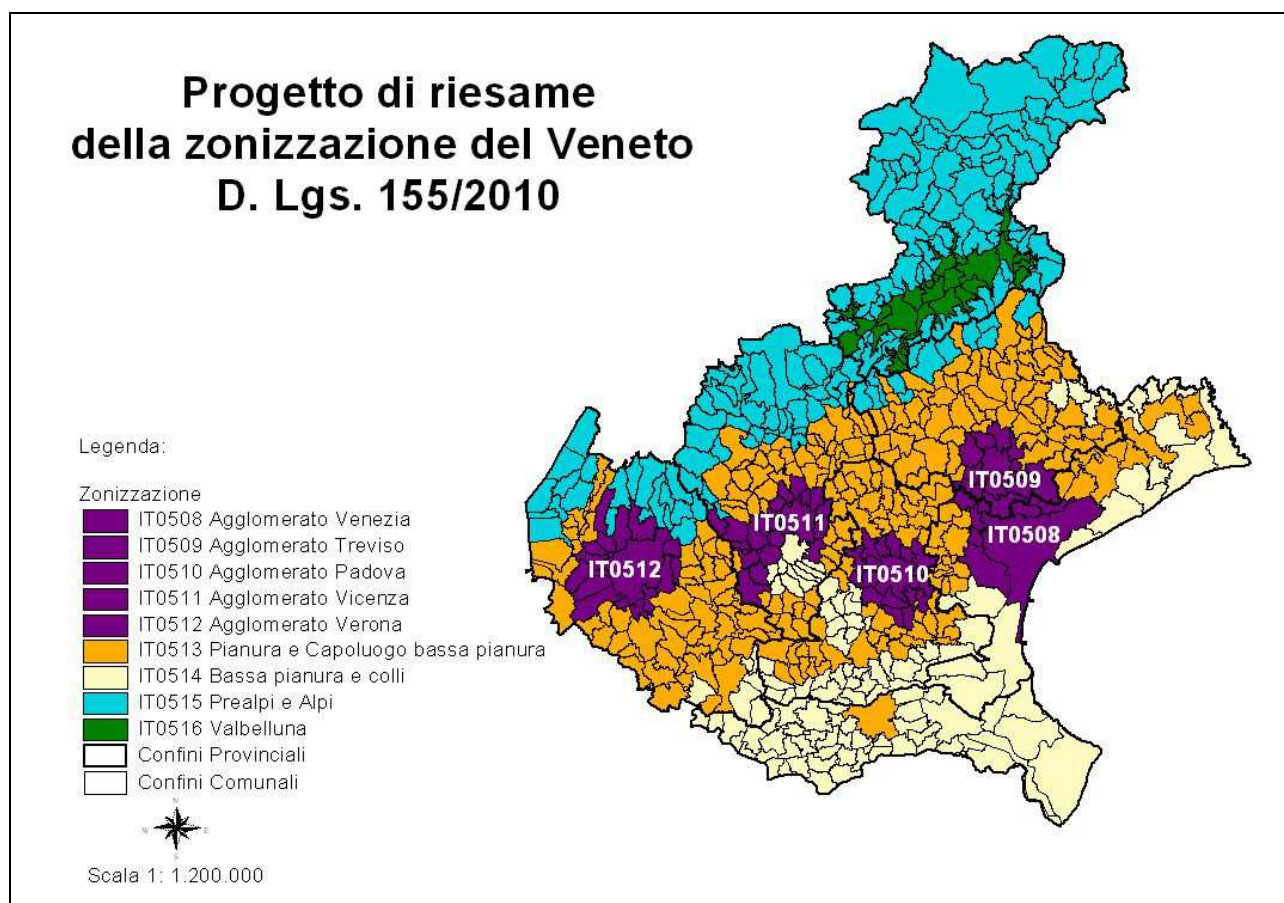 Progetto di riesame
della zonizzazione del Veneto
D. Lgs. 155/2010
Legenda:
Zonizzazione
IT0508 Agglomerato Venezia
IT0509 Agglomerato Treviso
IT0510 Agglomerato Padova
IT0511 Agglomerato Vicenza
IT0512 Agglomerato Verona
IT0513 Pianura e Capoluogo bassa pianura
IT0514 Bassa pianura e colli
IT0515 Prealpi e Alpi
IT0516 Valbelluna
Confini Provinciali
Confini Comunali
N
W
E
S
Scala 1: 1.200.000
IT0509
IT0511
IT0508
IT0512
IT0510